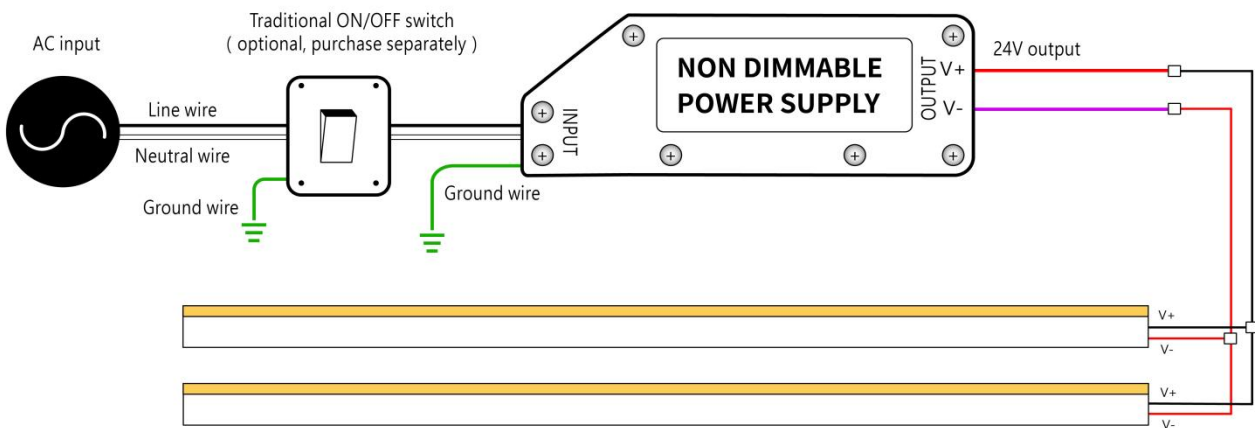 AC input
Traditional ON/OFF switch
( optional, purchase separately )
Line wire
Neutral wire
Ground wire
Ground wire
INPUT
NON DIMMABLE
POWER SUPPLY
OUTPUT
V+
V-
24V output
V+
V-
V+
V-